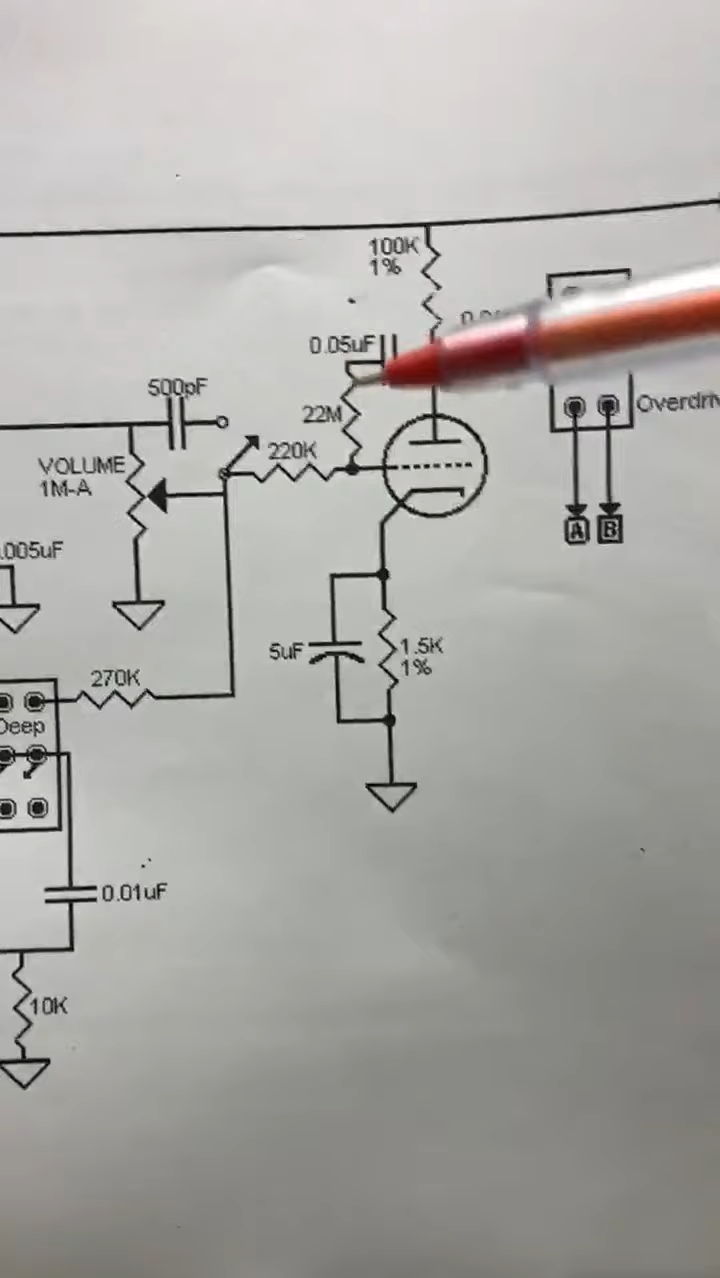 100K
1%
0.05uF
500pF
22M
220K
VOLUME
1M-A
.005uF
5uF
1.5K
1%
270K
Deep
0.01uF
10K
A B